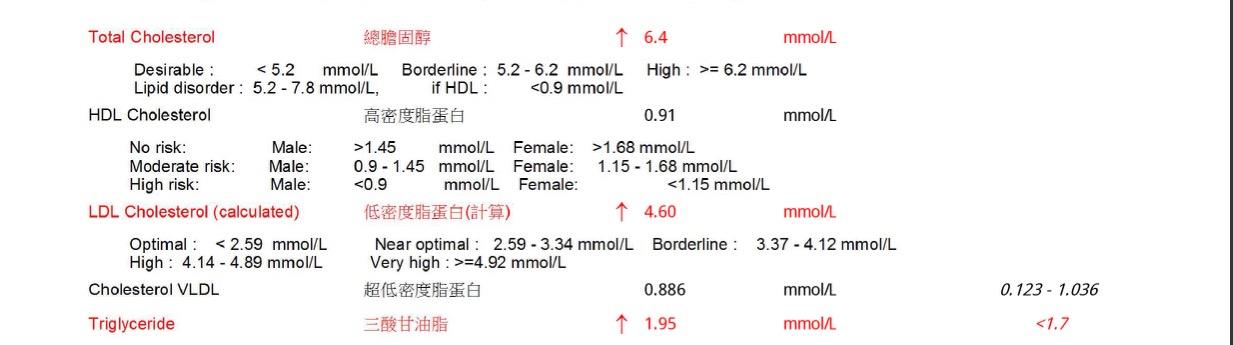 Total Cholesterol 總膽固醇 ↑ 6.4 mmol/L
Desirable : < 5.2 mmol/L Borderline : 5.2 - 6.2 mmol/L High : >= 6.2 mmol/L
Lipid disorder : 5.2 - 7.8 mmol/L, if HDL : <0.9 mmol/L
HDL Cholesterol 高密度脂蛋白 0.91 mmol/L
No risk: Male: >1.45 mmol/L Female: >1.68 mmol/L
Moderate risk: Male: 0.9 - 1.45 mmol/L Female: 1.15 - 1.68 mmol/L
High risk: Male: <0.9 mmol/L Female: <1.15 mmol/L
LDL Cholesterol (calculated) 低密度脂蛋白(計算) ↑ 4.60 mmol/L
Optimal : < 2.59 mmol/L Near optimal : 2.59 - 3.34 mmol/L Borderline : 3.37 - 4.12 mmol/L
High : 4.14 - 4.89 mmol/L Very high : >=4.92 mmol/L
Cholesterol VLDL 超低密度脂蛋白 0.886 mmol/L 0.123 - 1.036
Triglyceride 三酸甘油脂 ↑ 1.95 mmol/L <1.7